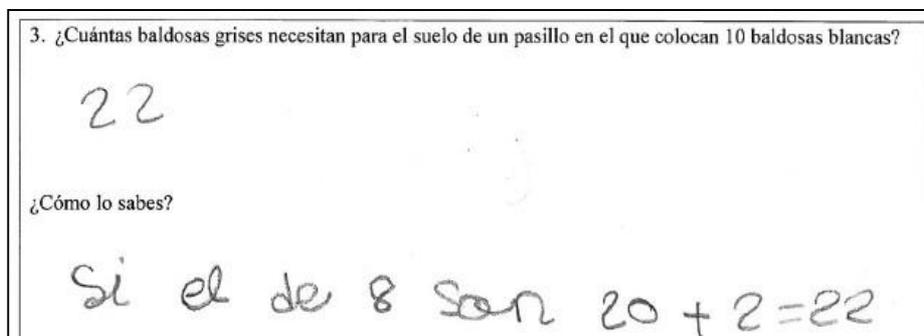 3. ¿Cuántas baldosas grises necesitan para el suelo de un pasillo en el que colocan 10 baldosas blancas?
22
¿Cómo lo sabes?
Si el de 8 son 20 + 2 = 22